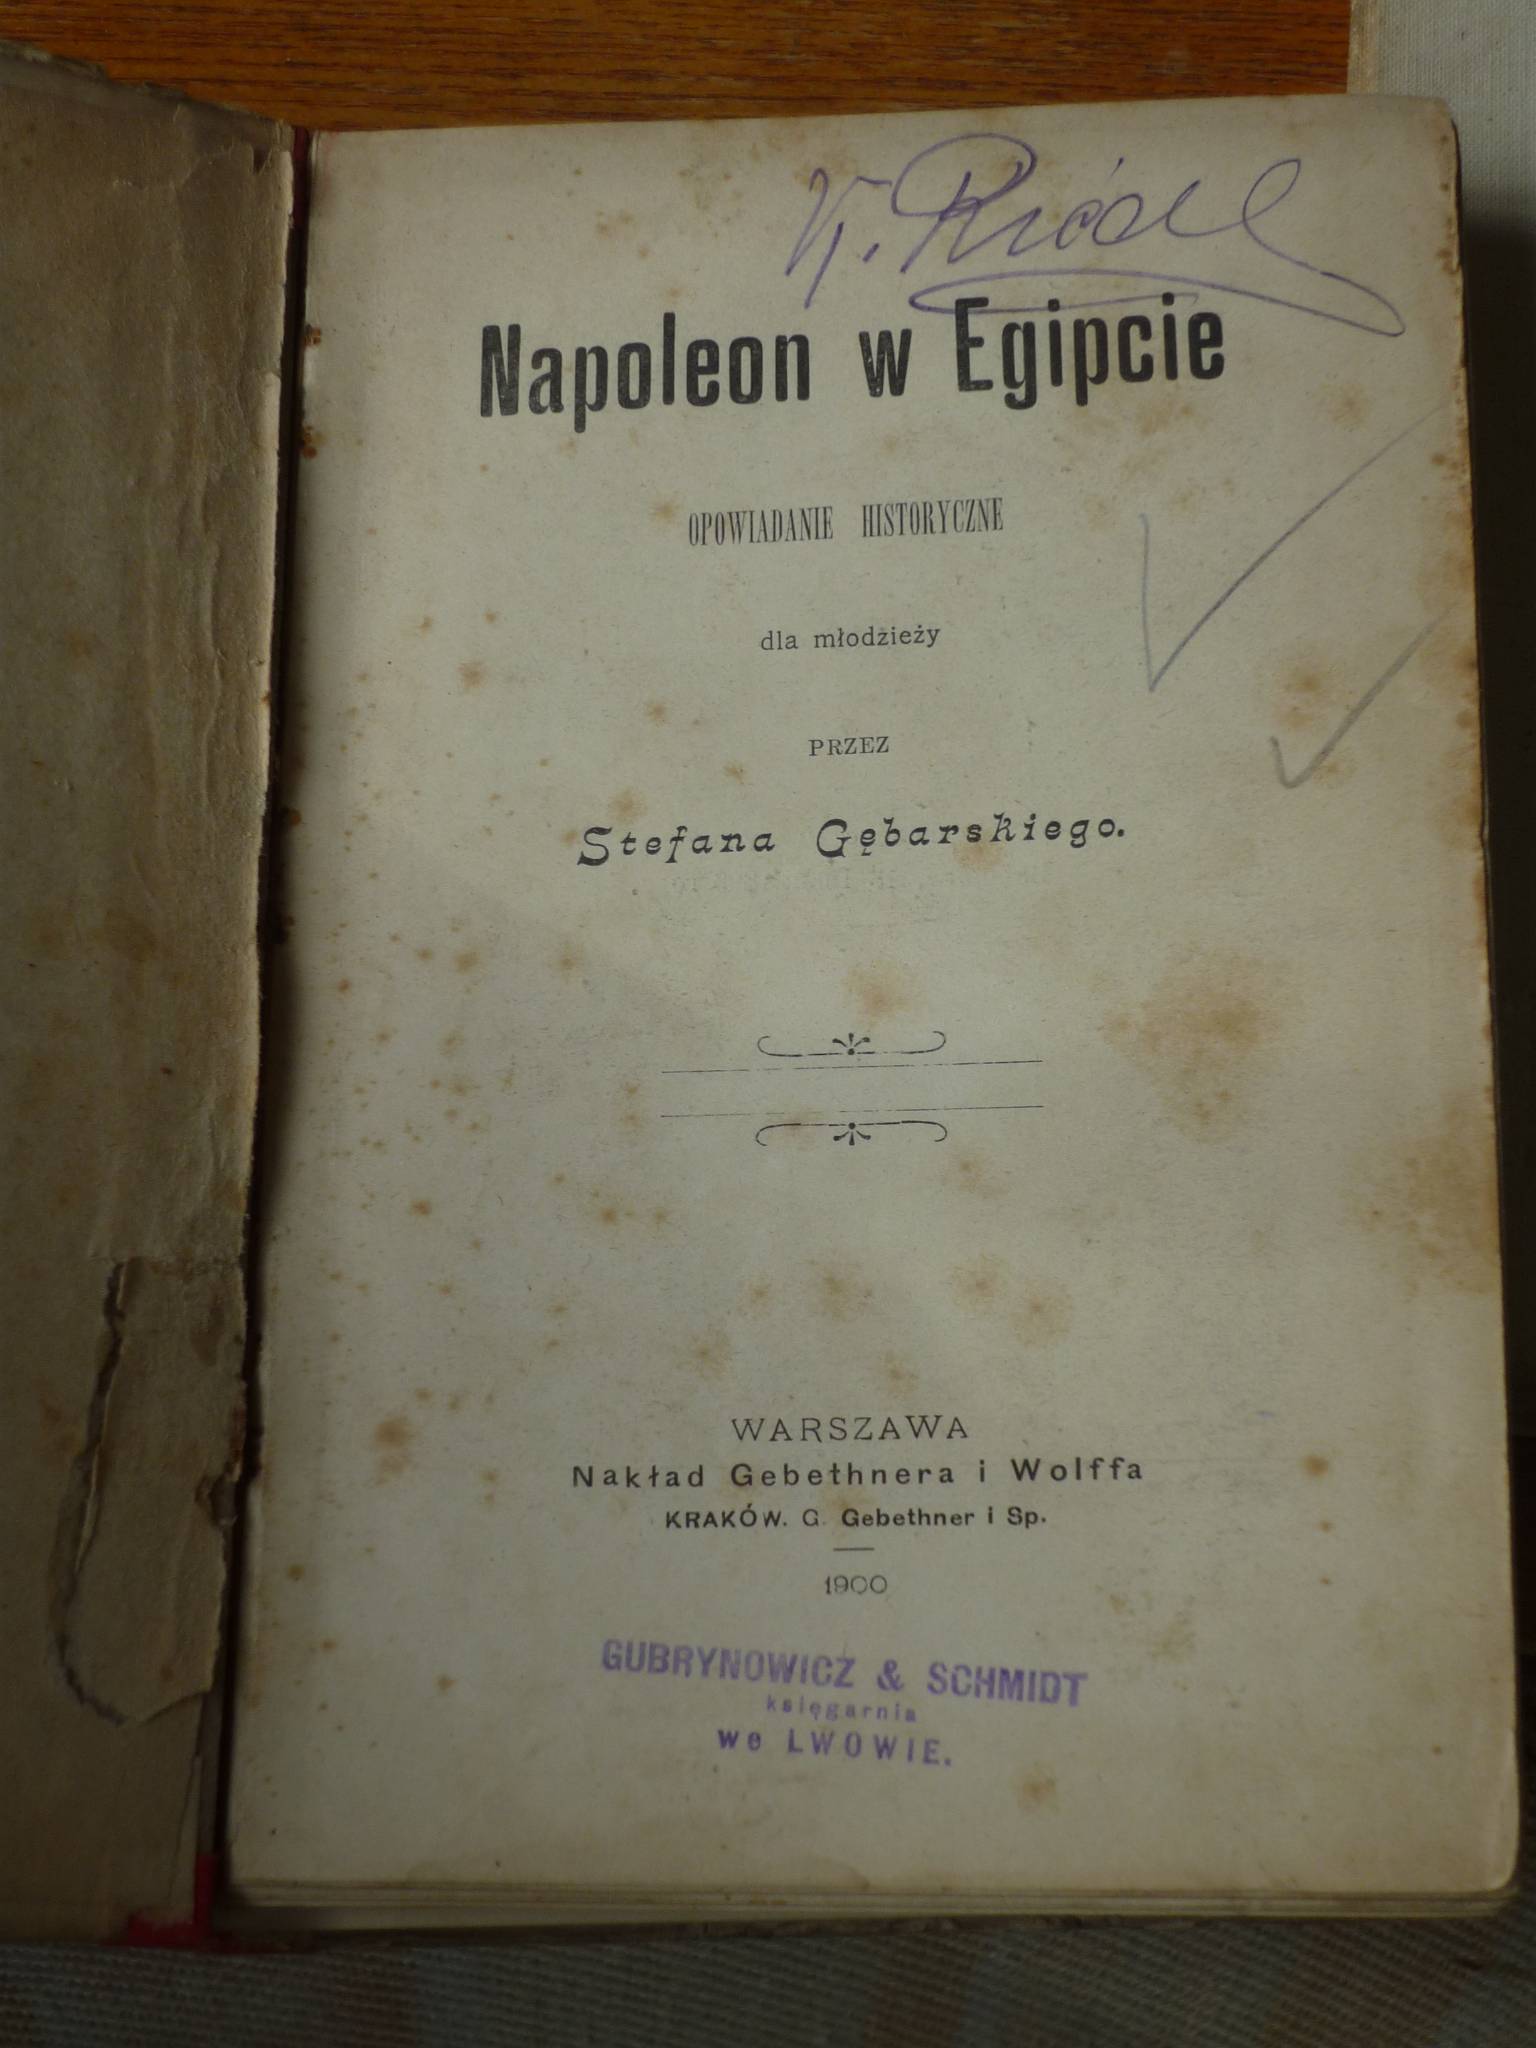 Napoleon w Egipcie
OPOWIADANIE HISTORYCZNE
dla młodzieży
PRZEZ
Stefana Gębarskiego.
WARSZAWA
Nakład Gebethnera i Wolffa
KRAKÓW. G. Gebethner i Sp.
1900
GUBRYNOWICZ & SCHMIDT
księgarnia
we LWOWIE.